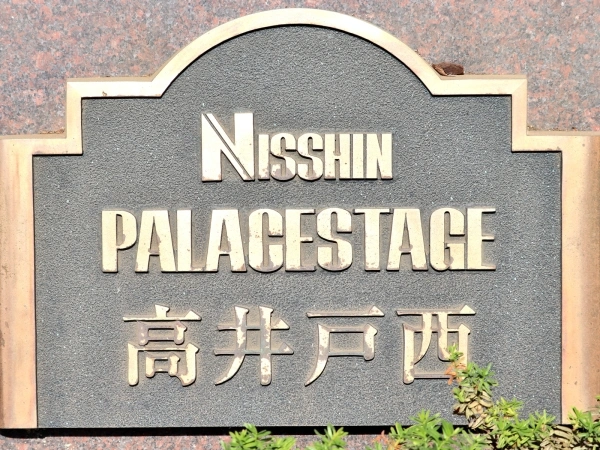 NISSHIN
PALACESTAGE
高井戸西